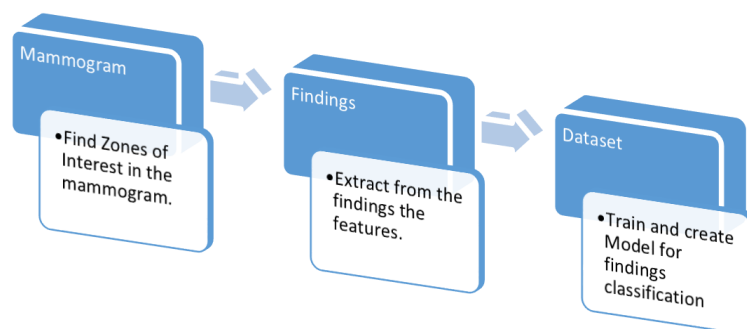 Mammogram
•Find Zones of
Interest in the
mammogram.
Findings
•Extract from the
findings the
features.
Dataset
•Train and create
Model for
findings
classification